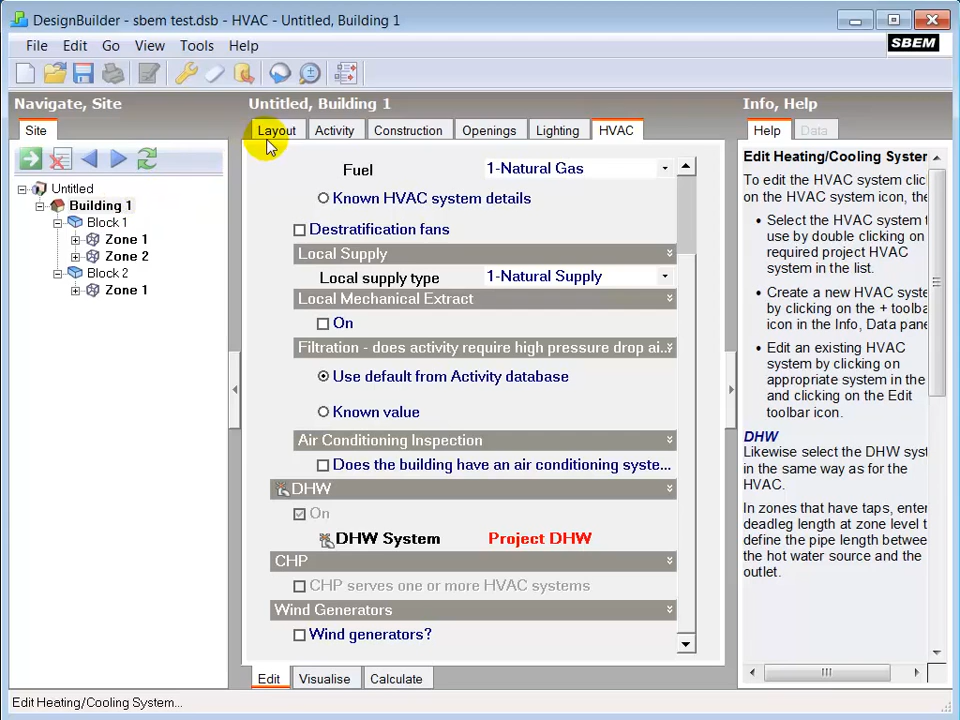 DesignBuilder - sbem test.dsb - HVAC - Untitled, Building 1
File Edit Go View Tools Help
SBEM
Navigate, Site
Site
Untitled
Building 1
Block 1
Zone 1
Zone 2
Block 2
Zone 1
Untitled, Building 1
Layout Activity Construction Openings Lighting HVAC
Fuel 1-Natural Gas
Known HVAC system details
Destratification fans
Local Supply
Local supply type 1-Natural Supply
Local Mechanical Extract
On
Filtration - does activity require high pressure drop ai...
Use default from Activity database
Known value
Air Conditioning Inspection
Does the building have an air conditioning syste...
DHW
On
DHW System Project DHW
CHP
CHP serves one or more HVAC systems
Wind Generators
Wind generators?
Edit Visualise Calculate
Info, Help
Help Data
Edit Heating/Cooling System
To edit the HVAC system clic
on the HVAC system icon, the
• Select the HVAC system t
use by double clicking on
required project HVAC
system in the list.
• Create a new HVAC syste
by clicking on the + toolba
icon in the Info, Data pane
• Edit an existing HVAC
system by clicking on
appropriate system in the
and clicking on the Edit
toolbar icon.
DHW
Likewise select the DHW syst
in the same way as for the
HVAC.
In zones that have taps, enter
deadleg length at zone level t
define the pipe length betwee
the hot water source and the
outlet.
Edit Heating/Cooling System...